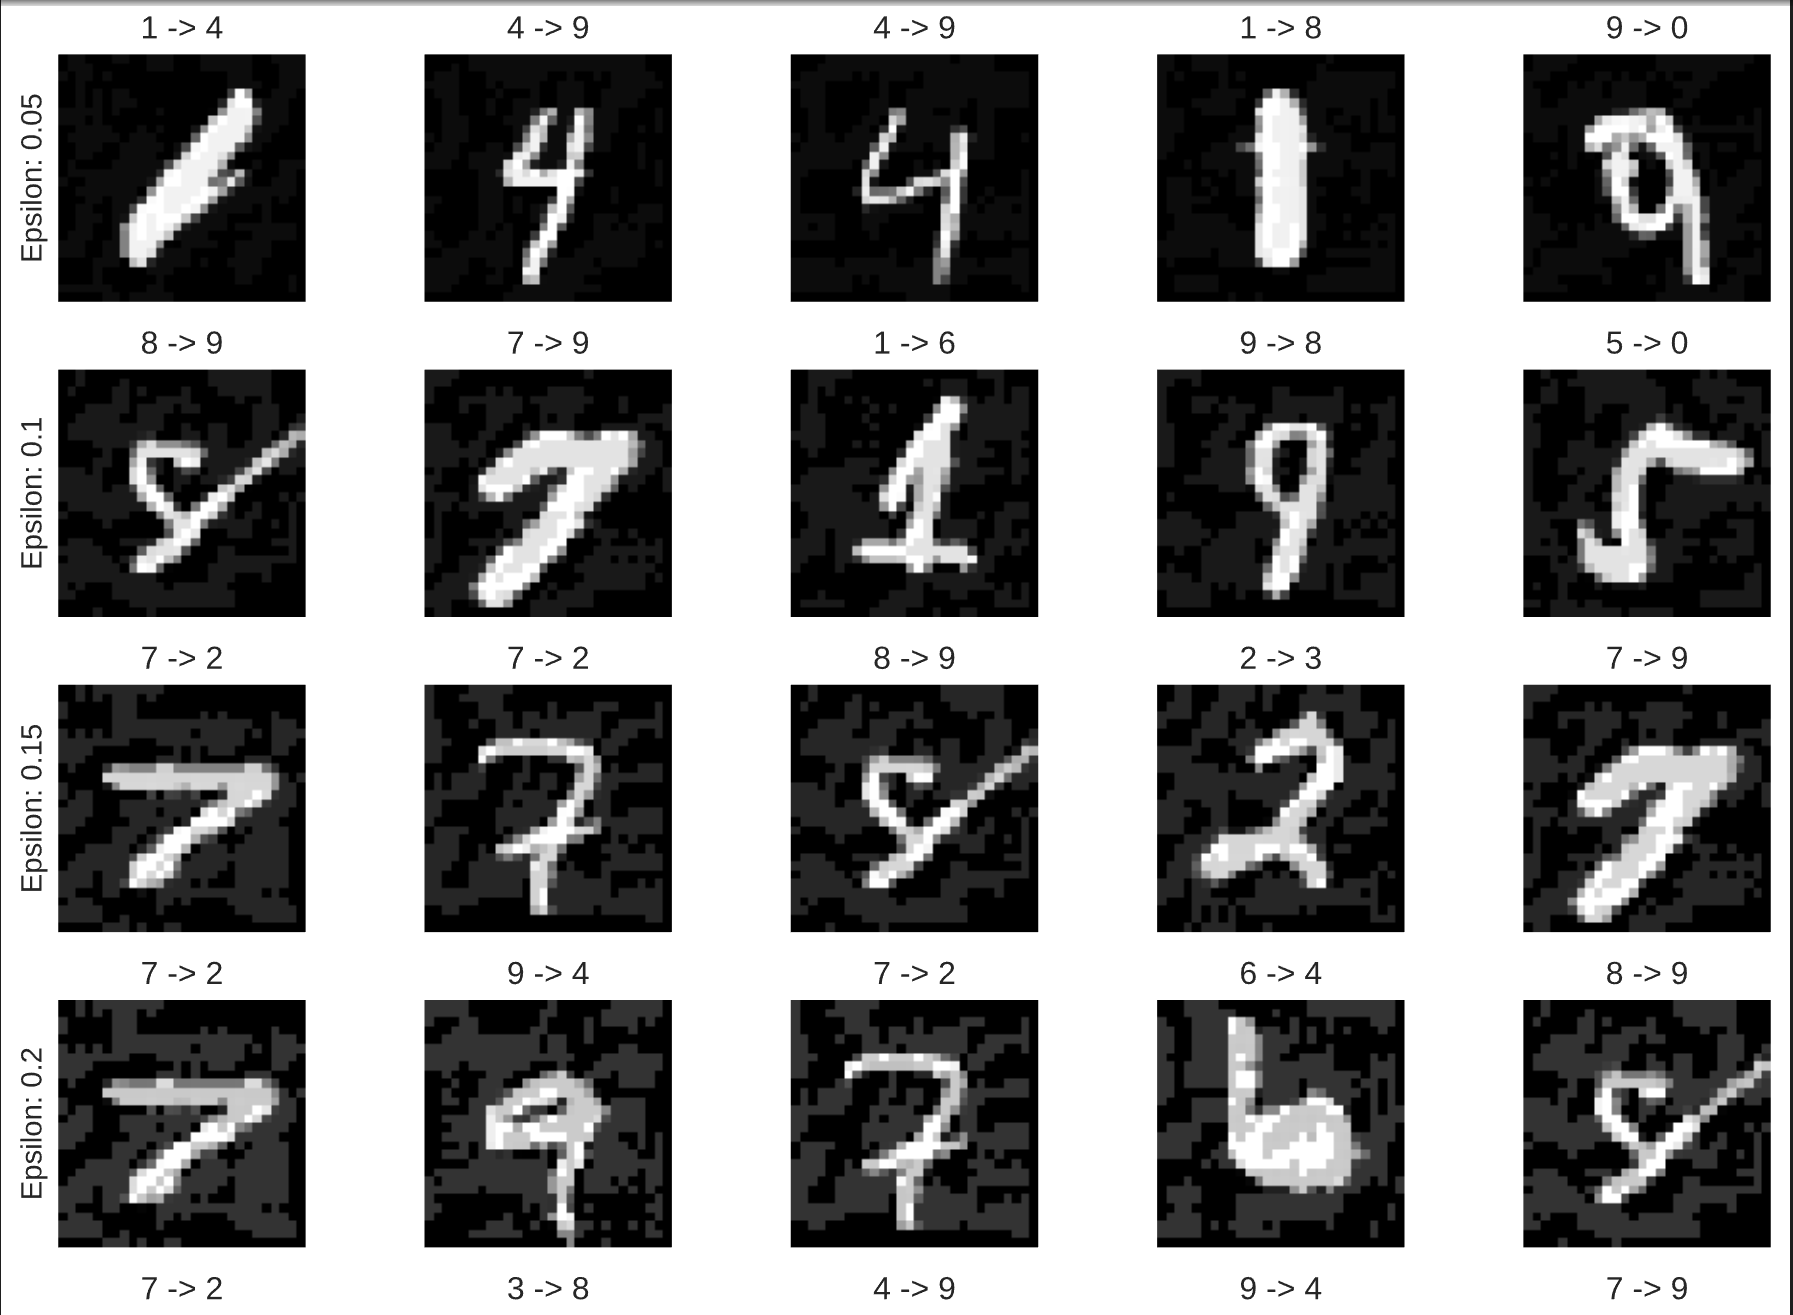 1 -> 4 4 -> 9 4 -> 9 1 -> 8 9 -> 0
Epsilon: 0.05
8 -> 9 7 -> 9 1 -> 6 9 -> 8 5 -> 0
Epsilon: 0.1
7 -> 2 7 -> 2 8 -> 9 2 -> 3 7 -> 9
Epsilon: 0.15
7 -> 2 9 -> 4 7 -> 2 6 -> 4 8 -> 9
Epsilon: 0.2
7 -> 2 3 -> 8 4 -> 9 9 -> 4 7 -> 9